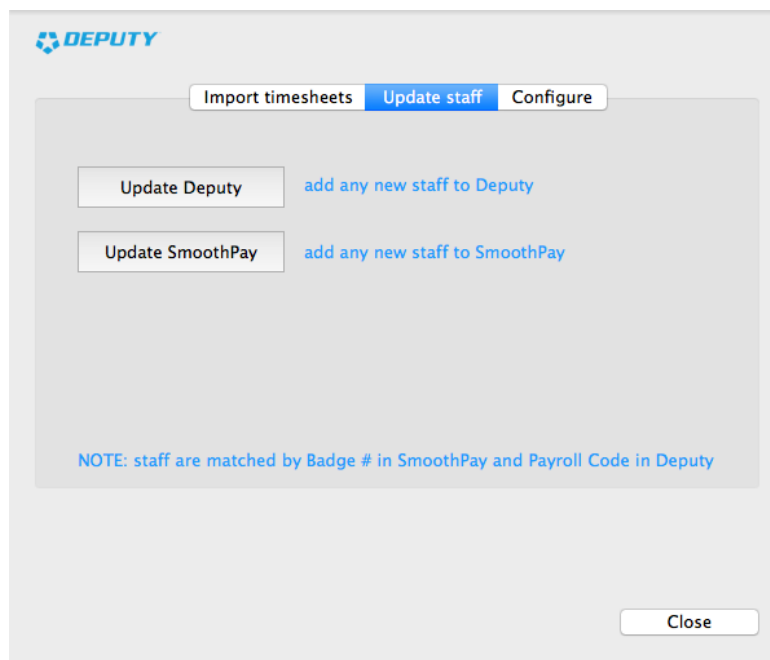 DEPUTY
Import timesheets Update staff Configure
Update Deputy add any new staff to Deputy
Update SmoothPay add any new staff to SmoothPay
NOTE: staff are matched by Badge # in SmoothPay and Payroll Code in Deputy
Close